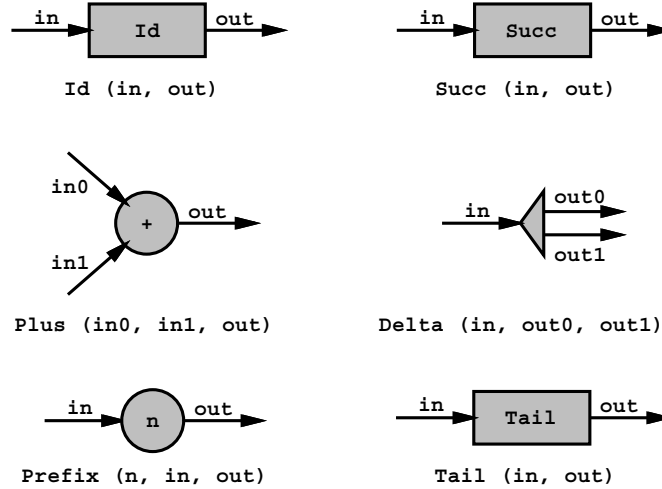 in Id out
Id (in, out)
in Succ out
Succ (in, out)
in0
in1
+
out
Plus (in0, in1, out)
in
out0
out1
Delta (in, out0, out1)
in n out
Prefix (n, in, out)
in Tail out
Tail (in, out)